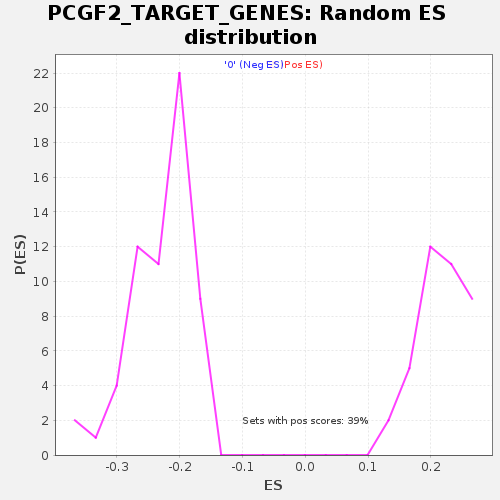 PCGF2_TARGET_GENES: Random ES
distribution
'0' (Neg ES)Pos ES)
22
20
18
16
14
12
10
8
6
4
2
0
P(ES)
Sets with pos scores: 39%
-0.3 -0.2 -0.1 0.0 0.1 0.2
ES